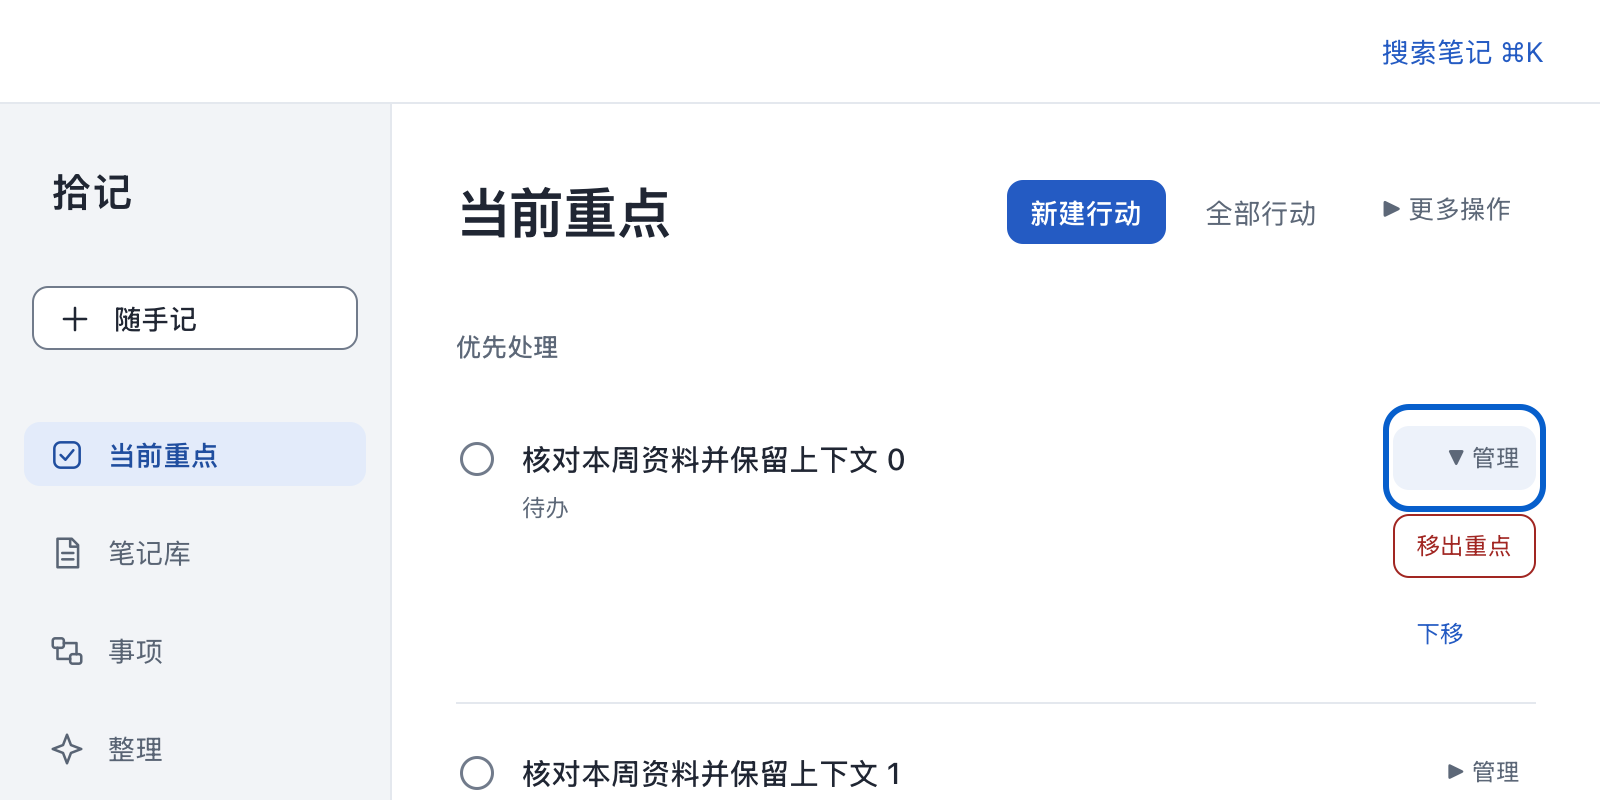 搜索笔记 ⌘K
拾记
随手记
当前重点
笔记库
事项
整理
当前重点
新建行动
全部行动
▶ 更多操作
优先处理
核对本周资料并保留上下文 0
待办
▼ 管理
移出重点
下移
核对本周资料并保留上下文 1
▶ 管理